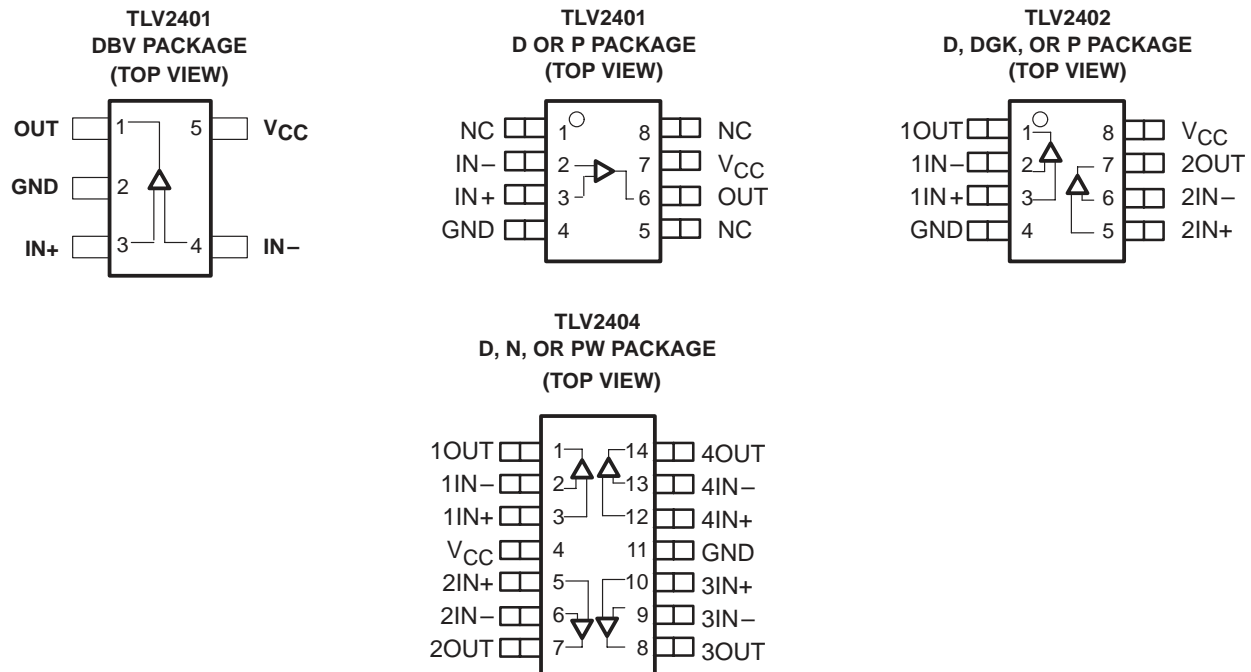 TLV2401
DBV PACKAGE
(TOP VIEW)
OUT 1 5 VCC
GND 2
IN+ 3 4 IN−
TLV2401
D OR P PACKAGE
(TOP VIEW)
NC 1 8 NC
IN− 2 7 VCC
IN+ 3 6 OUT
GND 4 5 NC
TLV2402
D, DGK, OR P PACKAGE
(TOP VIEW)
1OUT 1 8 VCC
1IN− 2 7 2OUT
1IN+ 3 6 2IN−
GND 4 5 2IN+
TLV2404
D, N, OR PW PACKAGE
(TOP VIEW)
1OUT 1 14 4OUT
1IN− 2 13 4IN−
1IN+ 3 12 4IN+
VCC 4 11 GND
2IN+ 5 10 3IN+
2IN− 6 9 3IN−
2OUT 7 8 3OUT